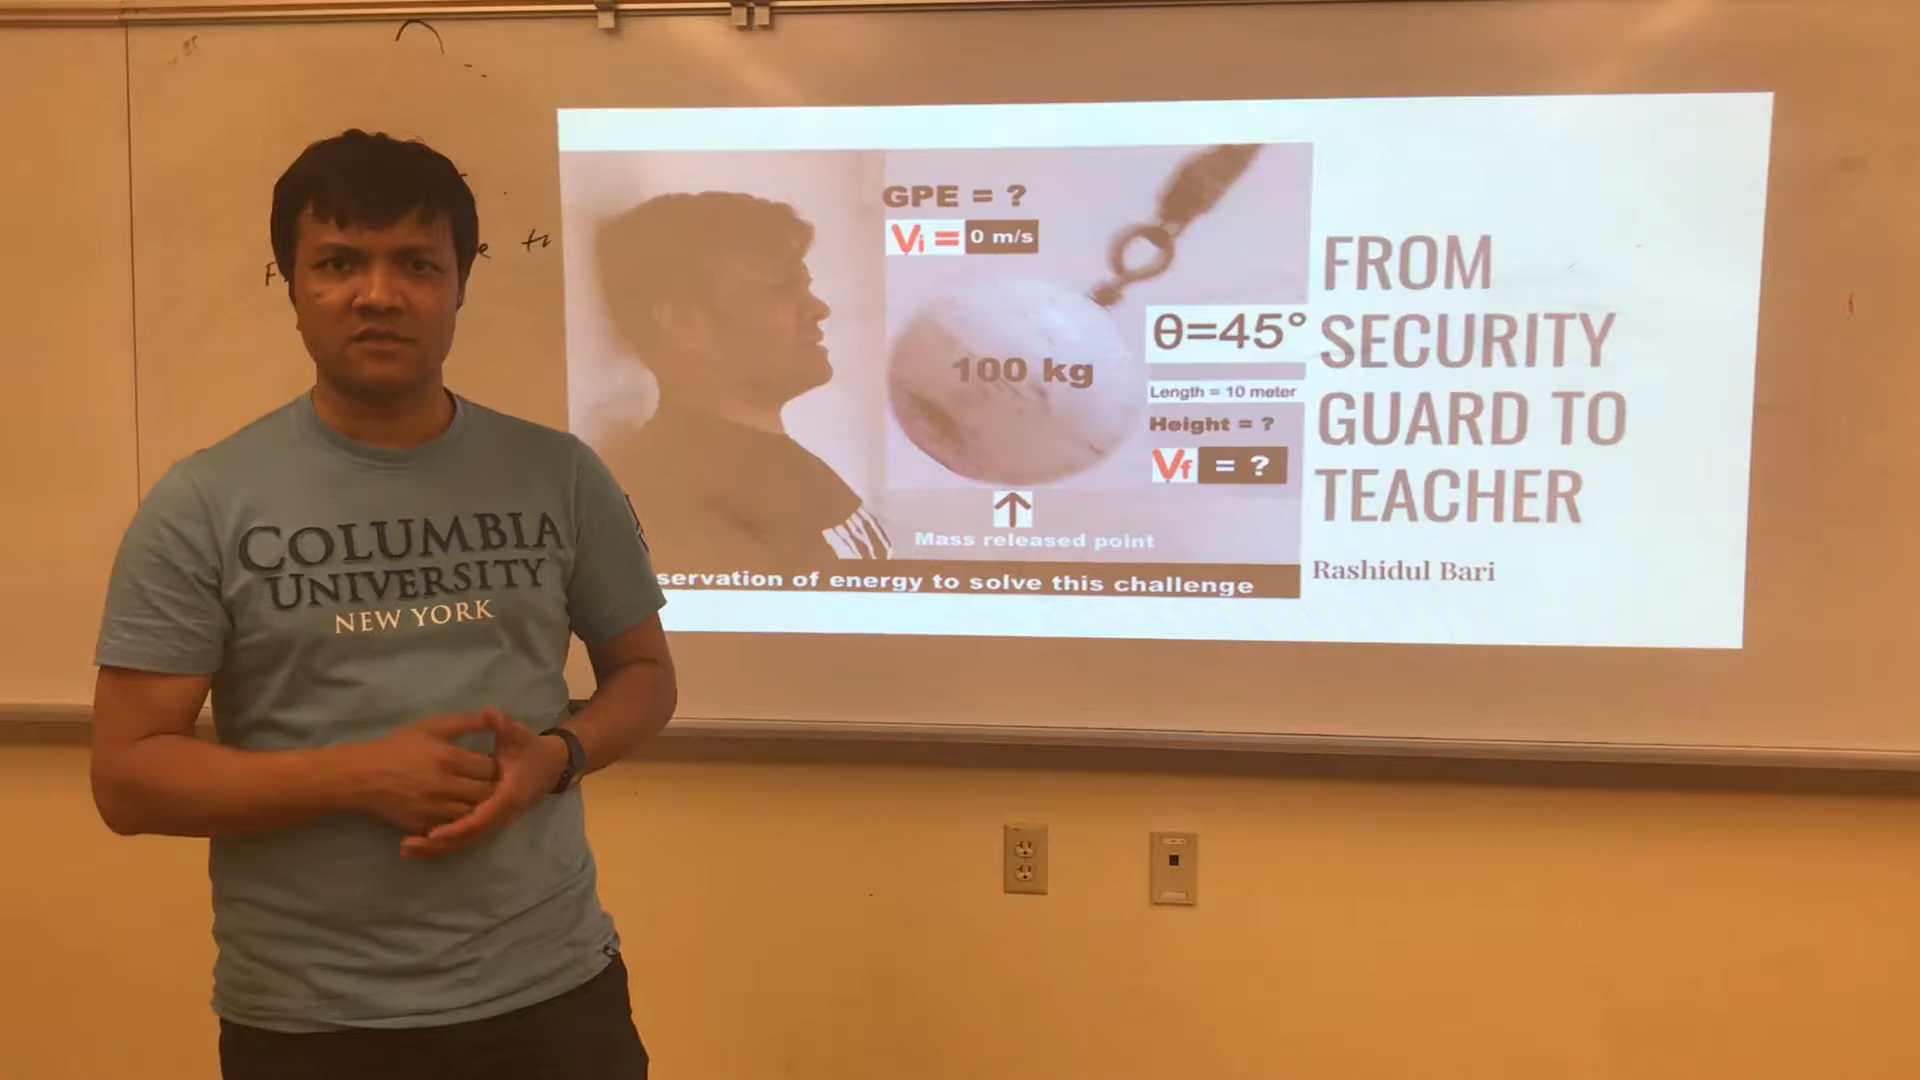 COLUMBIA
UNIVERSITY
NEW YORK
GPE = ?
Vi = 0 m/s
100 kg
θ=45°
Length = 10 meter
Height = ?
Vf = ?
Mass released point
servation of energy to solve this challenge
FROM
SECURITY
GUARD TO
TEACHER
Rashidul Bari